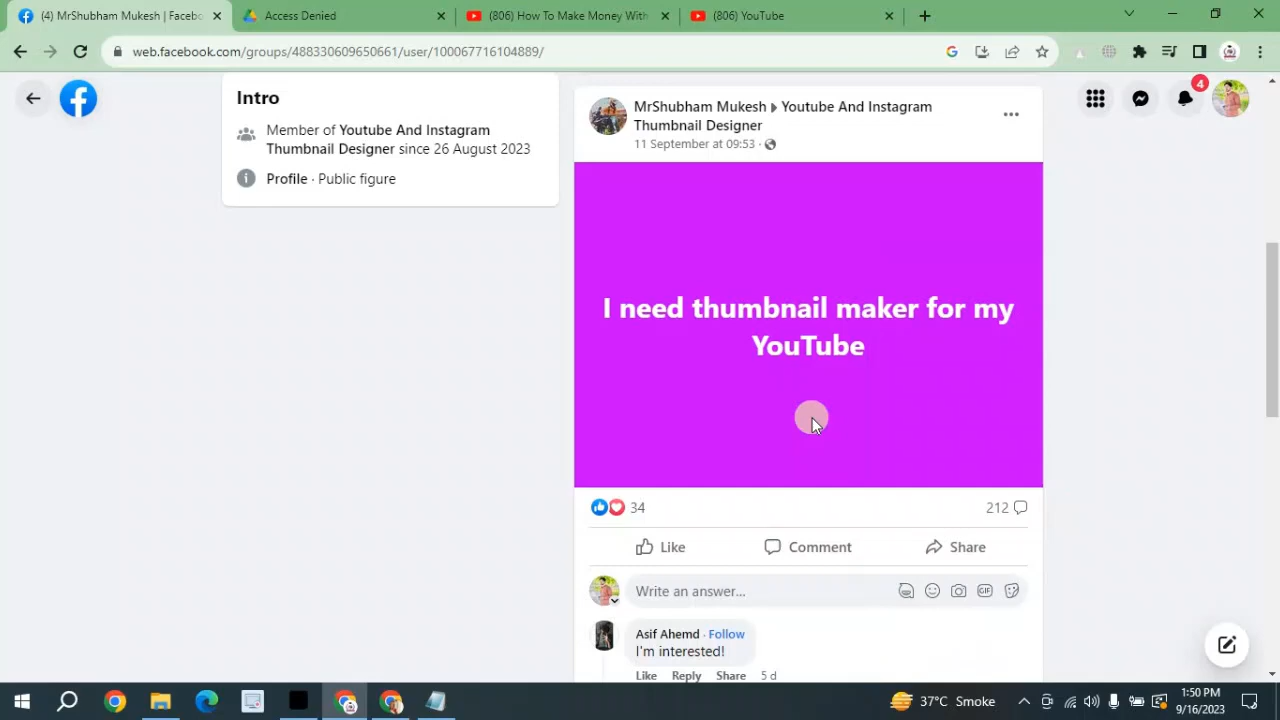 (4) MrShubham Mukesh | Facebo
Access Denied
(806) How To Make Money With
(806) YouTube
web.facebook.com/groups/488330609650661/user/100067716104889/
Intro
Member of Youtube And Instagram
Thumbnail Designer since 26 August 2023
Profile · Public figure
MrShubham Mukesh ▸ Youtube And Instagram
Thumbnail Designer
11 September at 09:53 ·
4
I need thumbnail maker for my
YouTube
34
212
Like
Comment
Share
Write an answer...
GIF
Asif Ahemd · Follow
I'm interested!
Like Reply Share 5 d
37°C Smoke
1:50 PM
9/16/2023